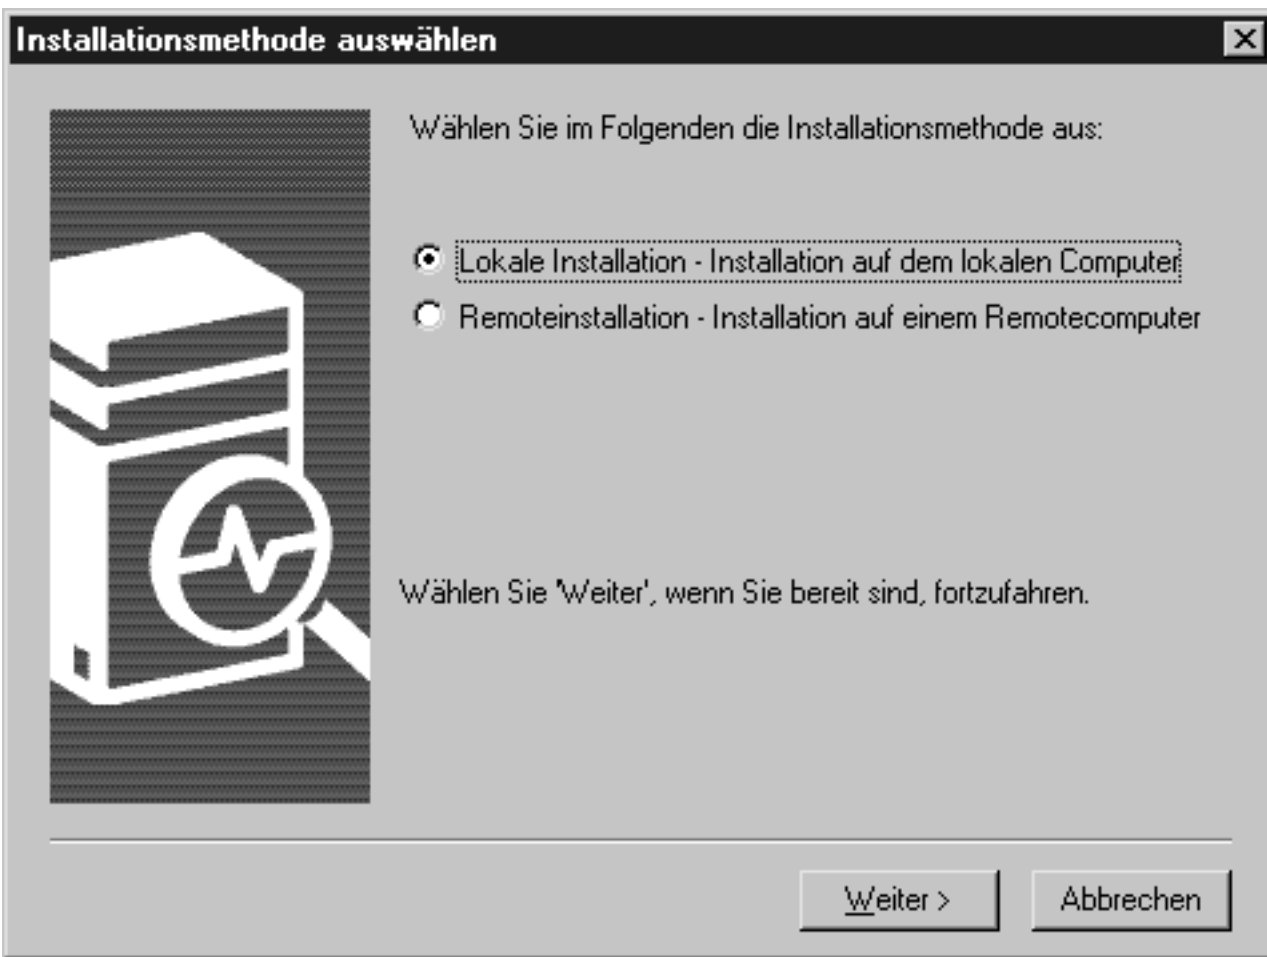 Installationsmethode auswählen
Wählen Sie im Folgenden die Installationsmethode aus:
Lokale Installation - Installation auf dem lokalen Computer
Remoteinstallation - Installation auf einem Remotecomputer
Wählen Sie 'Weiter', wenn Sie bereit sind, fortzufahren.
Weiter >
Abbrechen